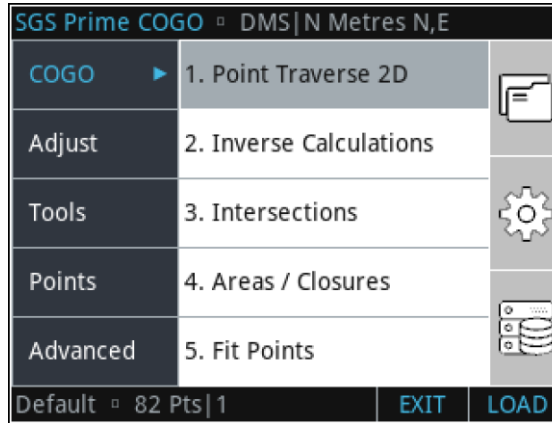 SGS Prime COGO ▫ DMS|N Metres N,E
COGO ▶ 1. Point Traverse 2D
Adjust 2. Inverse Calculations
Tools 3. Intersections
Points 4. Areas / Closures
Advanced 5. Fit Points
Default ▫ 82 Pts|1 EXIT LOAD